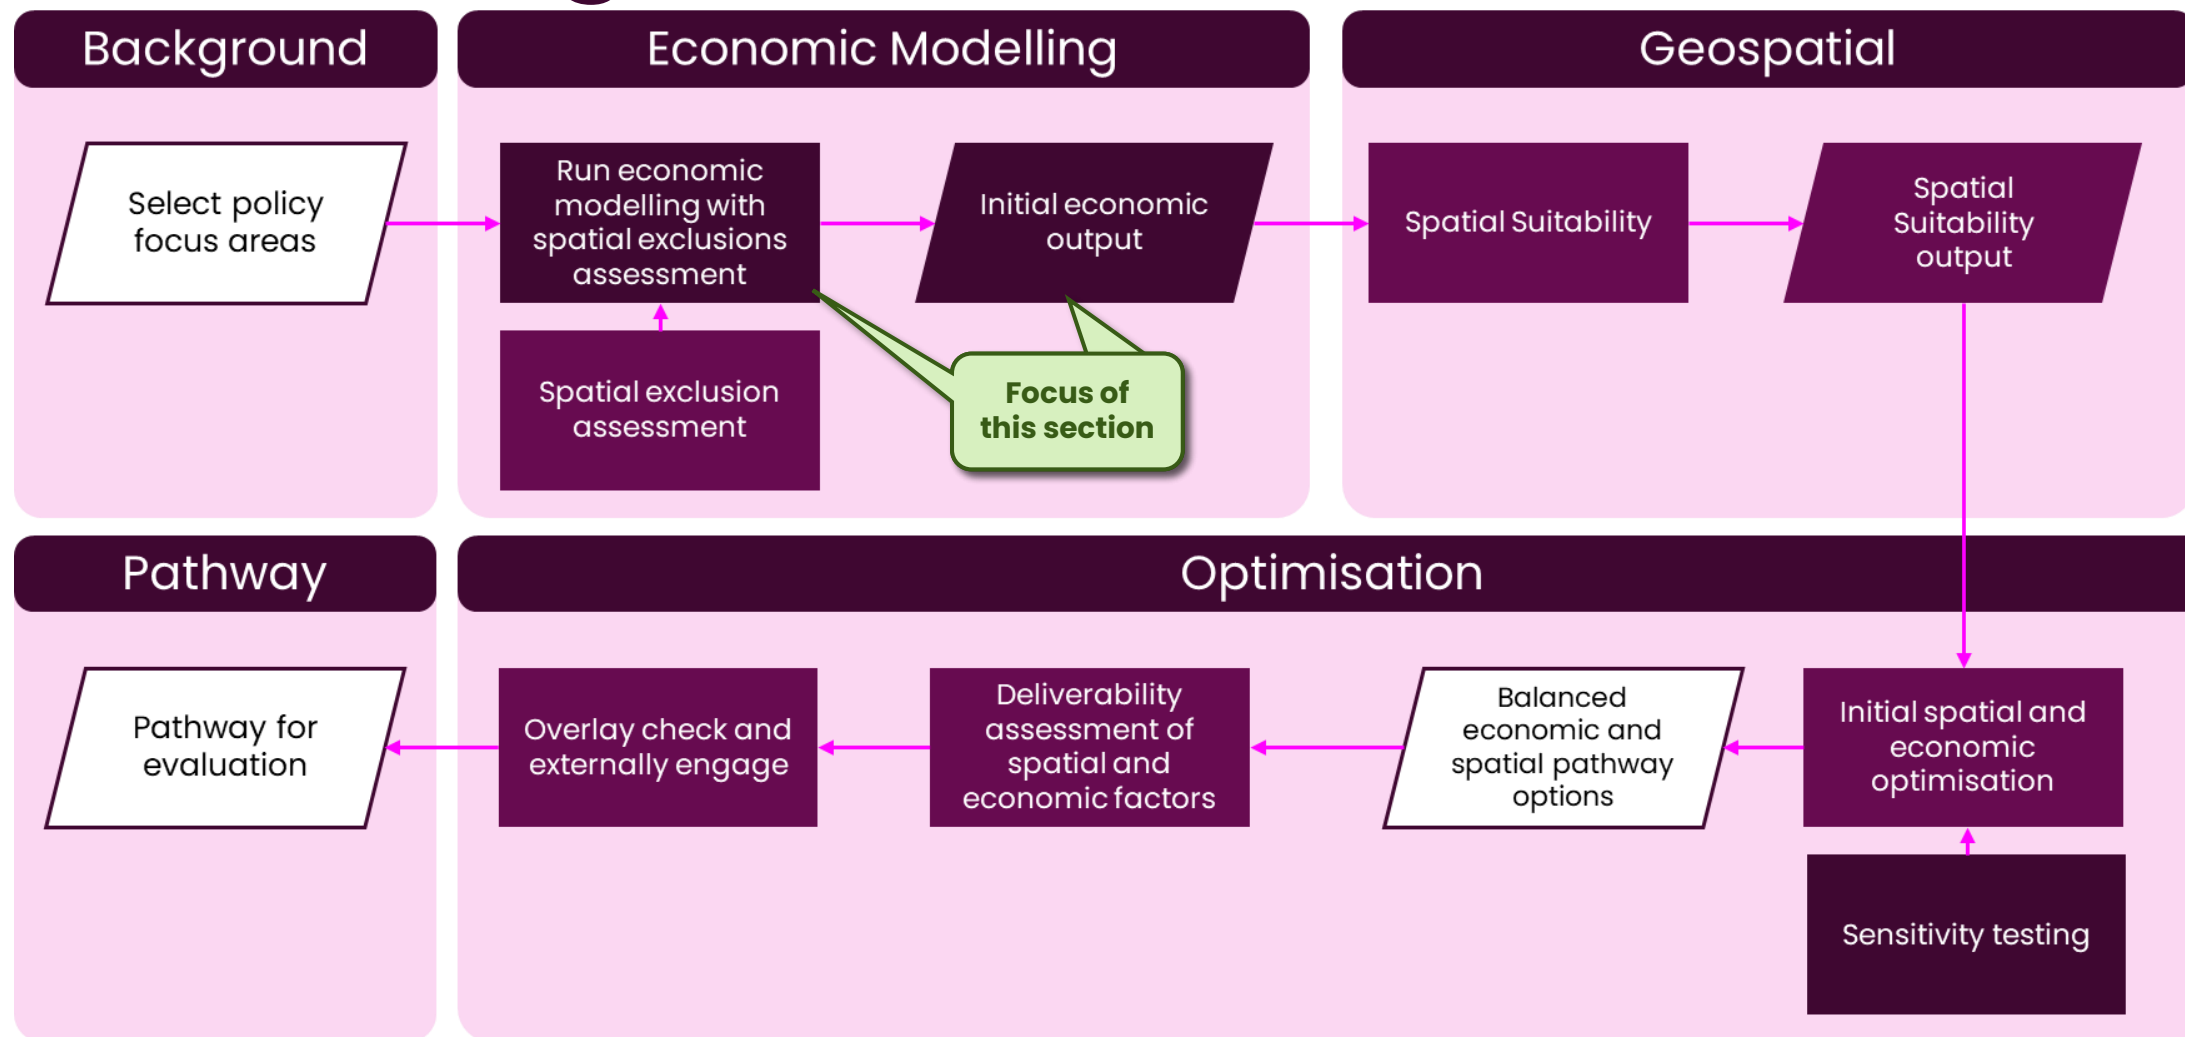 Background
Economic Modelling
Geospatial
Select policy
focus areas
Run economic
modelling with
spatial exclusions
assessment
Initial economic
output
Spatial Suitability
Spatial
Suitability
output
Spatial exclusion
assessment
Focus of
this section
Pathway
Optimisation
Pathway for
evaluation
Overlay check and
externally engage
Deliverability
assessment of
spatial and
economic factors
Balanced
economic and
spatial pathway
options
Initial spatial and
economic
optimisation
Sensitivity testing